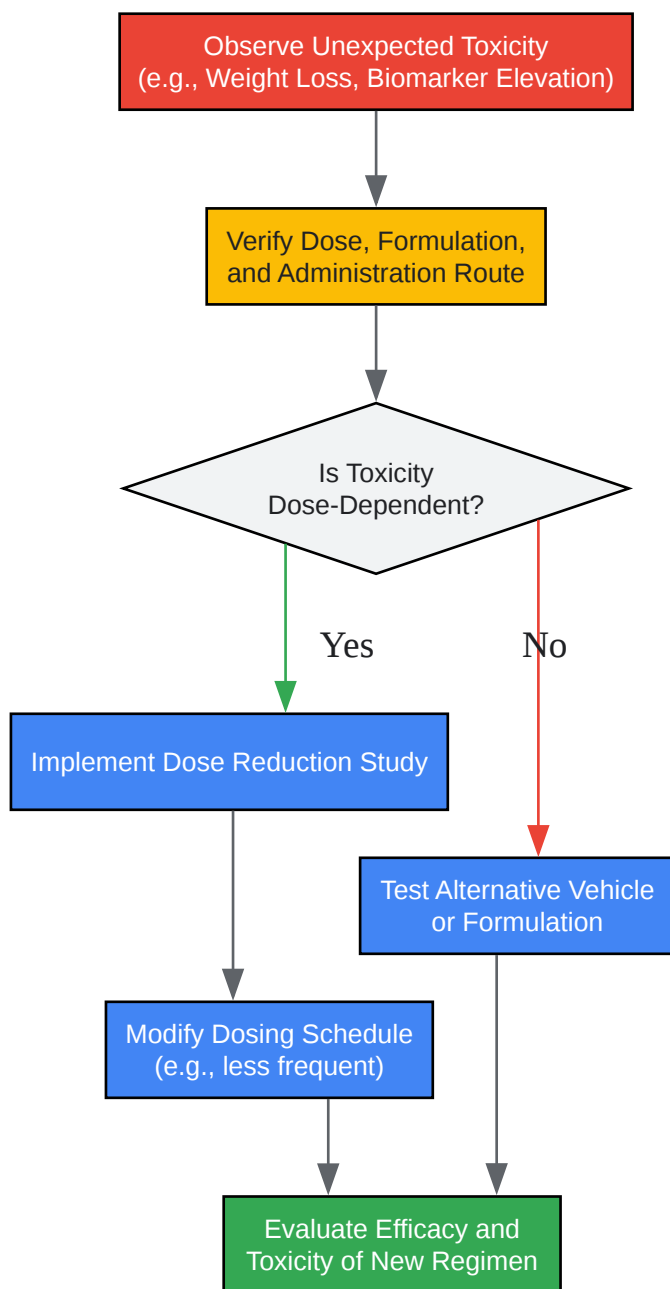 Observe Unexpected Toxicity
(e.g., Weight Loss, Biomarker Elevation)
Verify Dose, Formulation,
and Administration Route
Is Toxicity
Dose-Dependent?
Yes
No
Implement Dose Reduction Study
Test Alternative Vehicle
or Formulation
Modify Dosing Schedule
(e.g., less frequent)
Evaluate Efficacy and
Toxicity of New Regimen